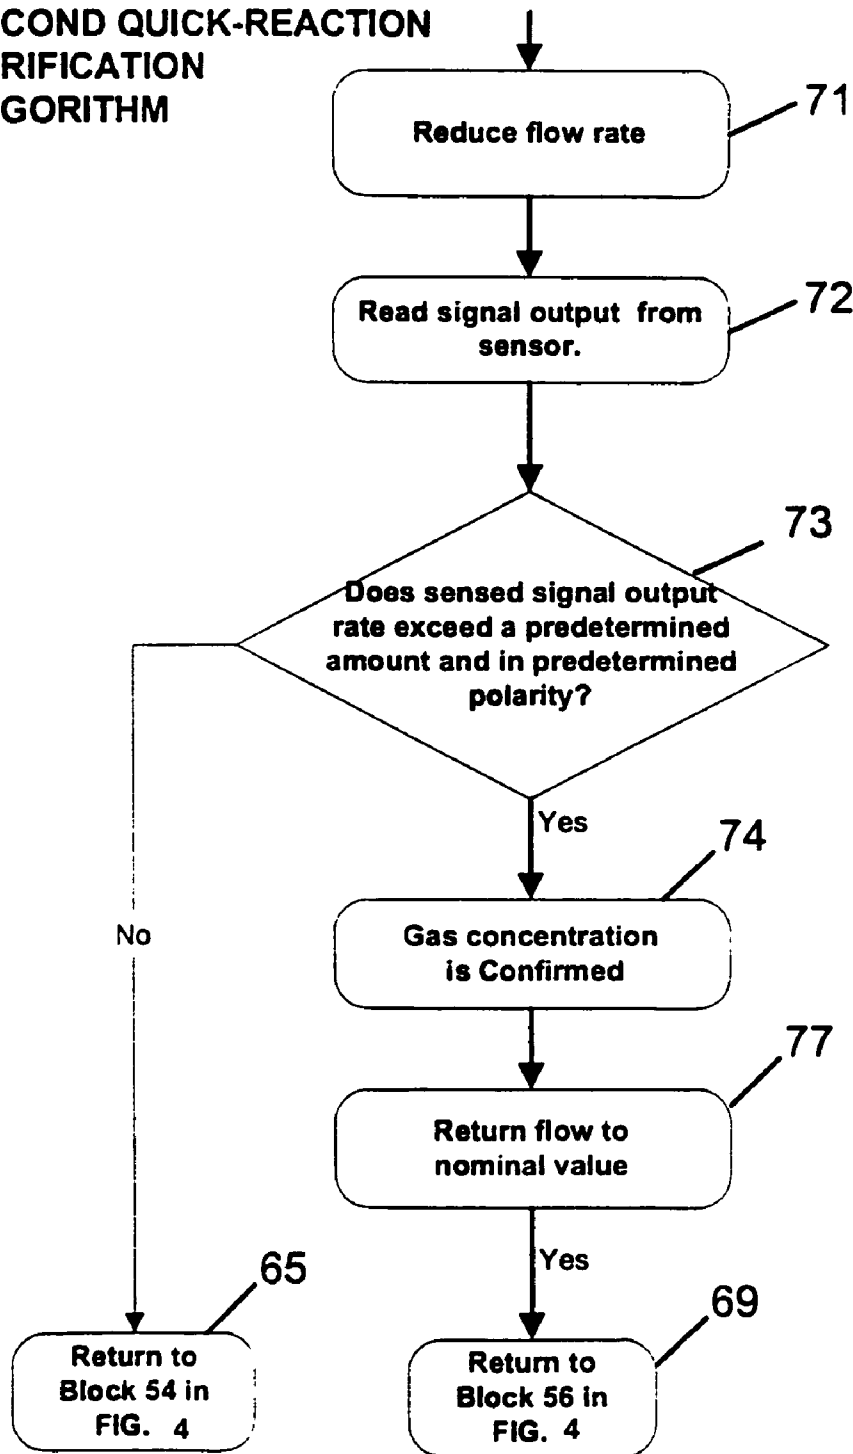 COND QUICK-REACTION
RIFICATION
GORITHM
71
Reduce flow rate
72
Read signal output from
sensor.
73
Does sensed signal output
rate exceed a predetermined
amount and in predetermined
polarity?
Yes
74
No
Gas concentration
is Confirmed
77
Return flow to
nominal value
Yes
65
69
Return to
Block 54 in
FIG. 4
Return to
Block 56 in
FIG. 4